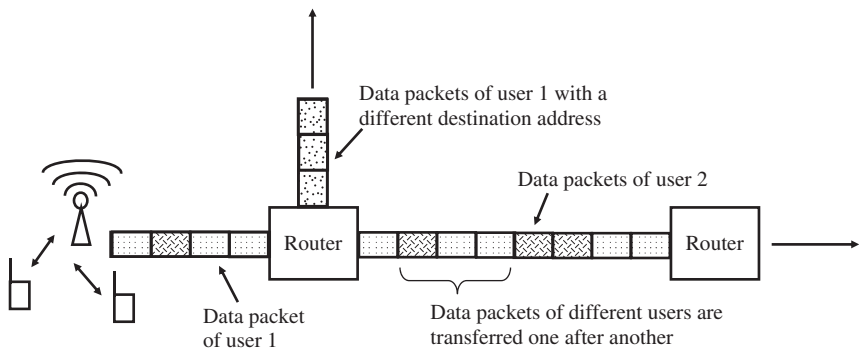 Data packets of user 1 with a
different destination address
Data packets of user 2
Router
Router
Data packet
of user 1
Data packets of different users are
transferred one after another